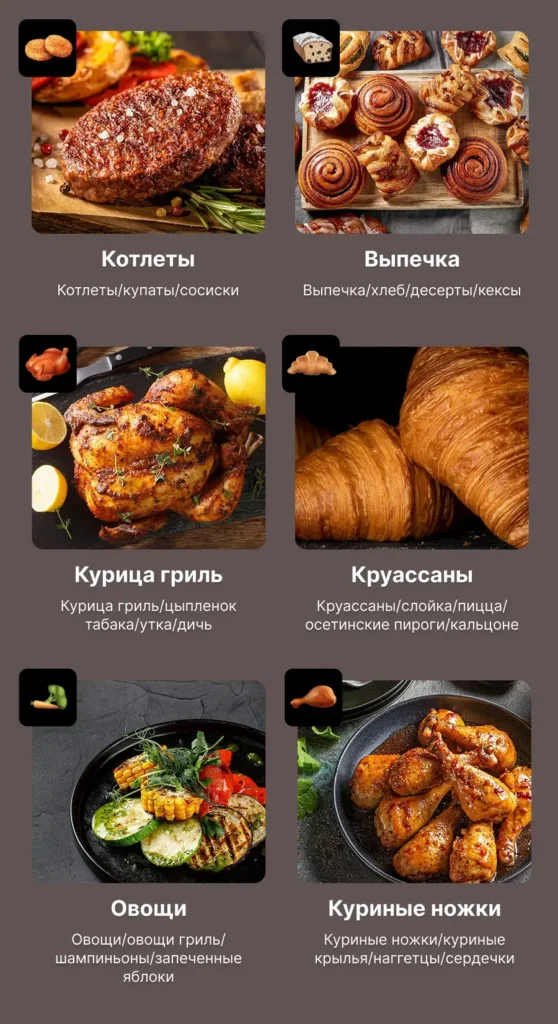 Котлеты
Котлеты/купаты/сосиски
Выпечка
Выпечка/хлеб/десерты/кексы
Курица гриль
Курица гриль/цыпленок
табака/утка/дичь
Круассаны
Круассаны/слойка/пицца/
осетинские пироги/кальцоне
Овощи
Овощи/овощи гриль/
шампиньоны/запеченные
яблоки
Куриные ножки
Куриные ножки/куриные
крылья/наггетцы/сердечки